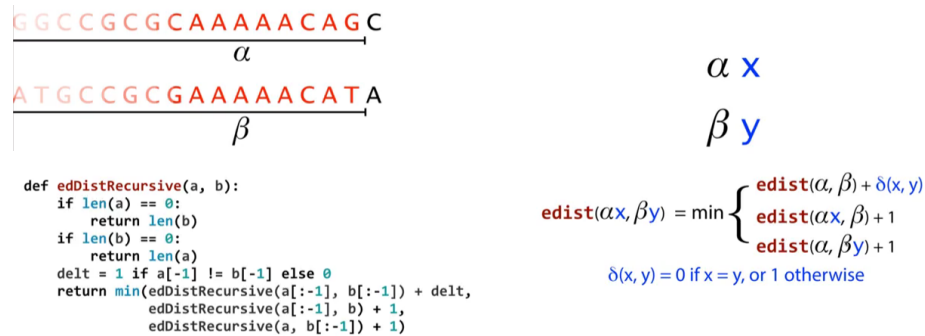 GGCCGCGCAAAAACAGC
α
ATGCCGCGAAAAACATA
β
def edDistRecursive(a, b):
    if len(a) == 0:
        return len(b)
    if len(b) == 0:
        return len(a)
    delt = 1 if a[-1] != b[-1] else 0
    return min(edDistRecursive(a[:-1], b[:-1]) + delt,
               edDistRecursive(a[:-1], b) + 1,
               edDistRecursive(a, b[:-1]) + 1)
α x
β y
edist(α, β) + δ(x, y)
edist(αx, βy) = min { edist(αx, β) + 1
edist(α, βy) + 1
δ(x, y) = 0 if x = y, or 1 otherwise